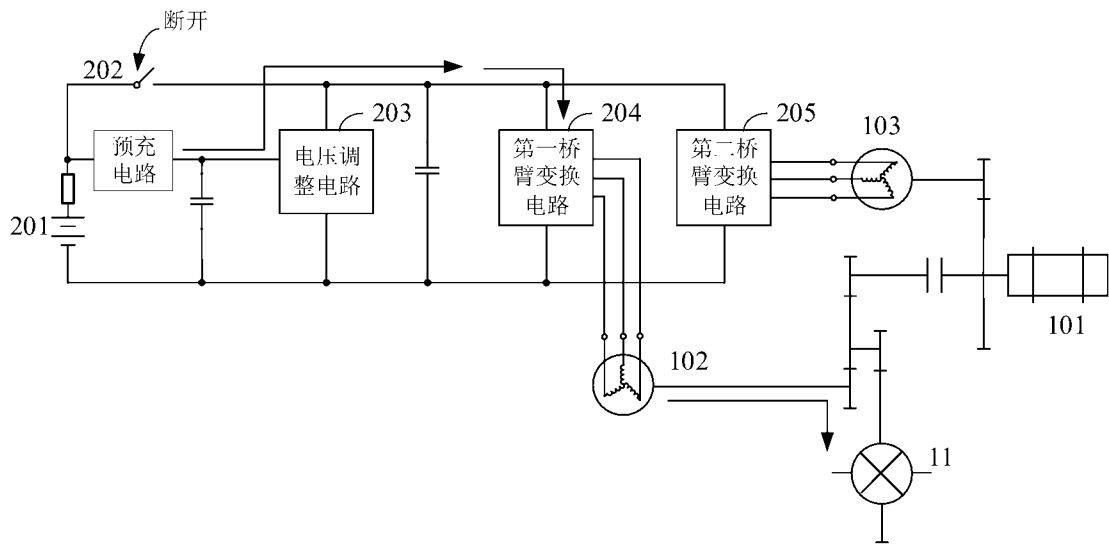 断开
202
203
204
205
103
预充
电路
电压调
整电路
第一桥
臂变换
电路
第二桥
臂变换
电路
201
101
102
11